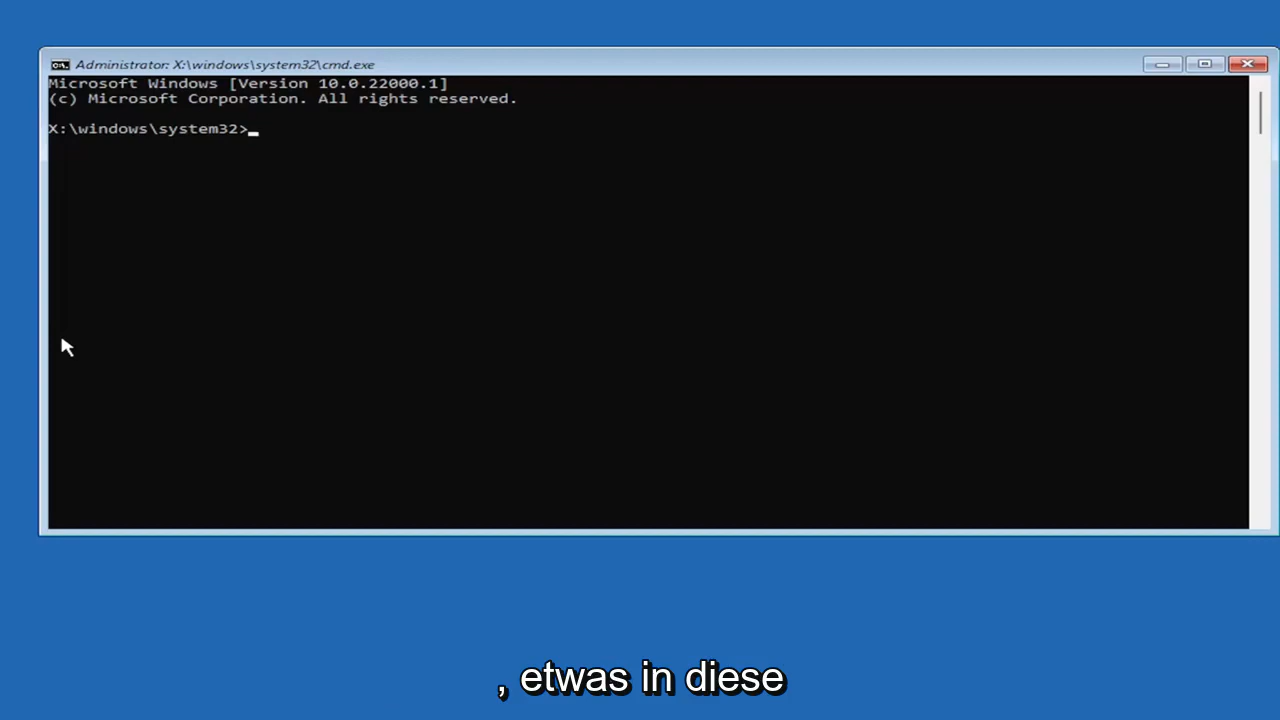 Administrator: X:\windows\system32\cmd.exe
Microsoft Windows [Version 10.0.22000.1]
(c) Microsoft Corporation. All rights reserved.
X:\windows\system32>_
, etwas in diese